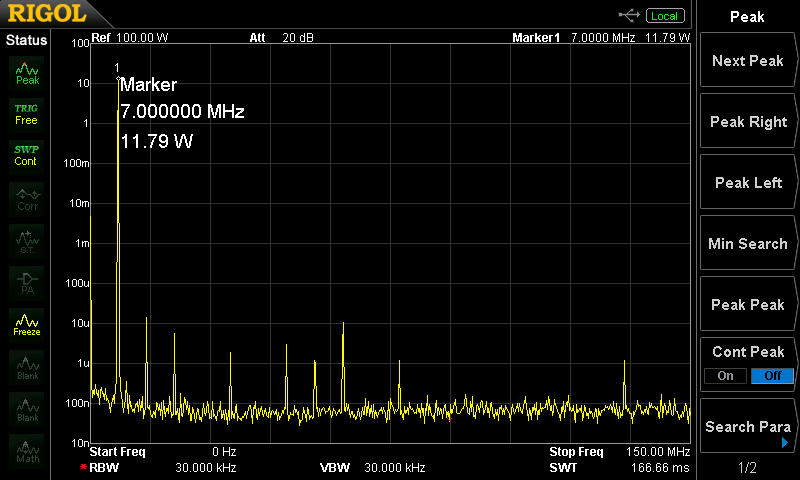 RIGOL
Status
Peak
TRIG
Free
SWP
Cont
Corr
S.T.
PA
Freeze
Blank
Blank
Math
Ref 100.00 W Att 20 dB Marker1 7.0000 MHz 11.79 W
100
10
1
100m
10m
1m
100u
10u
1u
100n
10n
1
Marker
7.000000 MHz
11.79 W
Start Freq 0 Hz Stop Freq 150.00 MHz
RBW 30.000 kHz VBW 30.000 kHz SWT 166.66 ms
Local
Peak
Next Peak
Peak Right
Peak Left
Min Search
Peak Peak
Cont Peak
On Off
Search Para
1/2